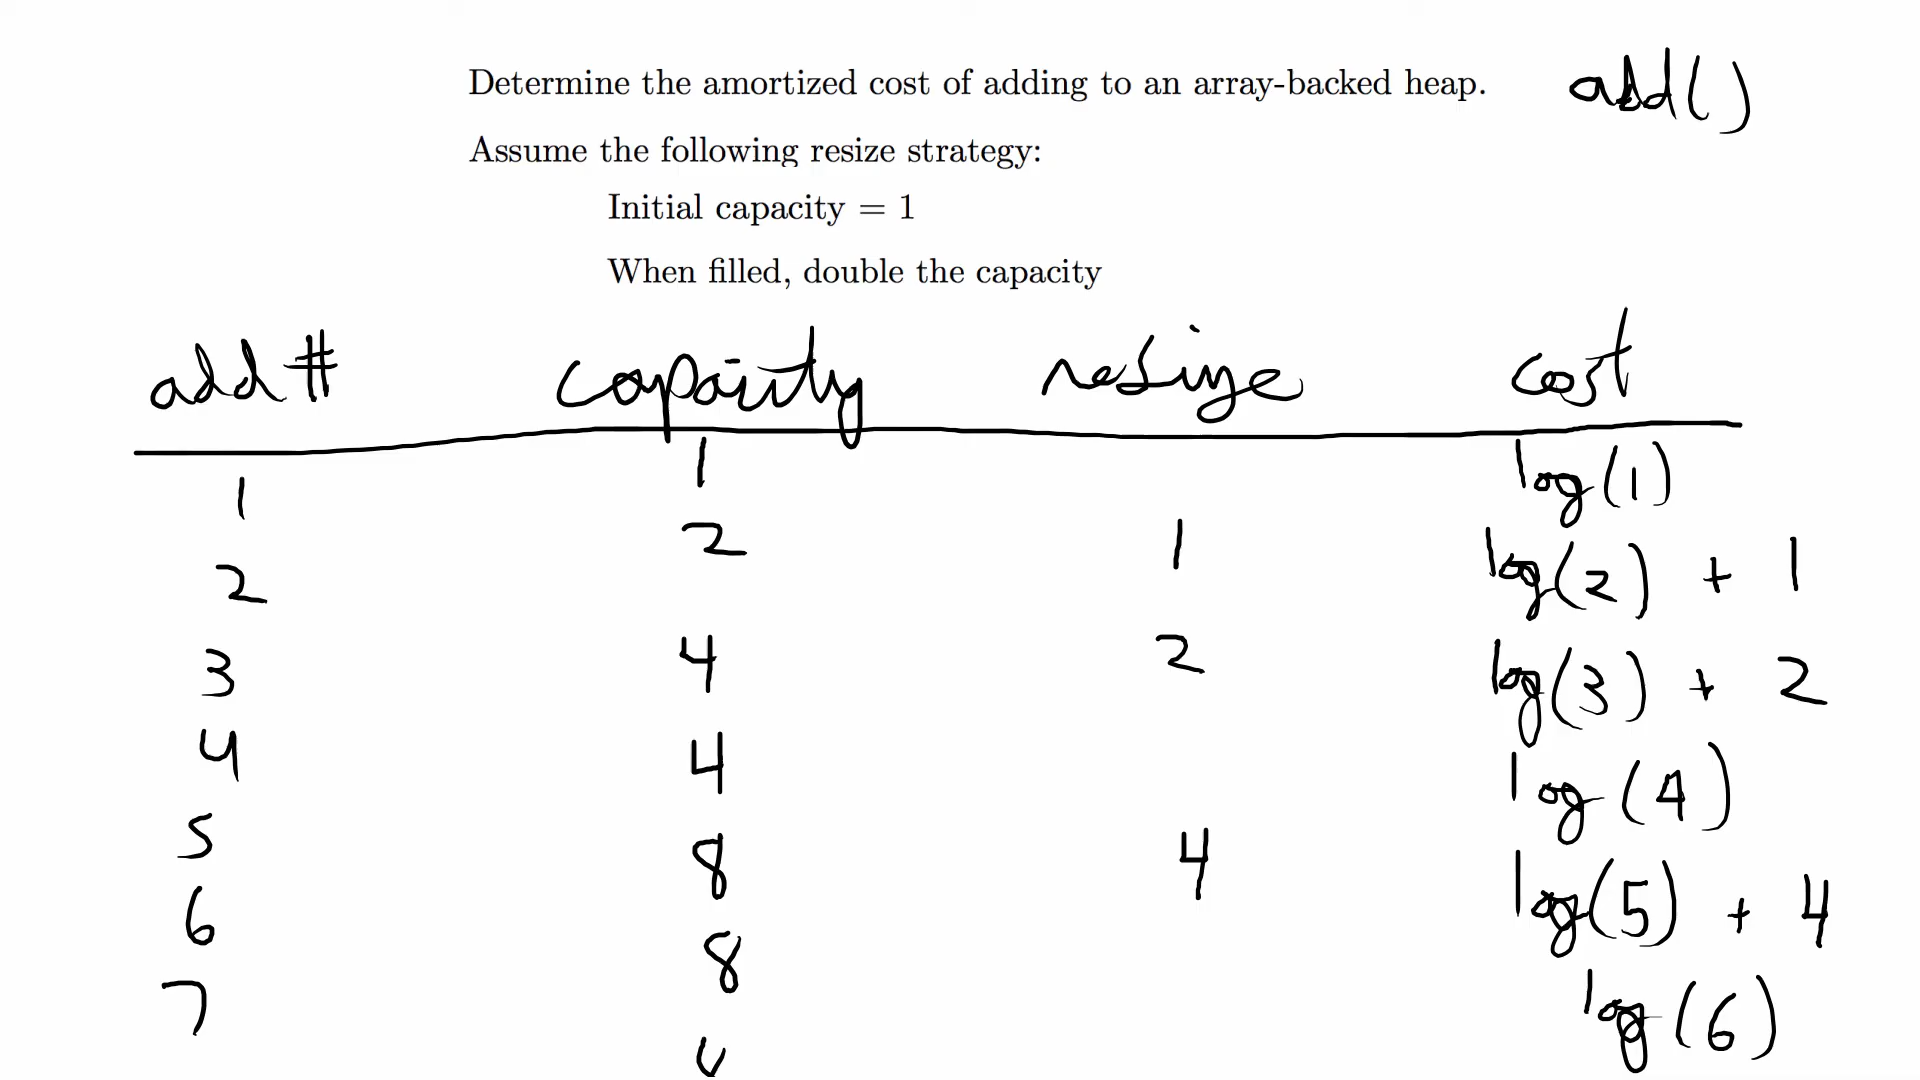 Determine the amortized cost of adding to an array-backed heap. add()
Assume the following resize strategy:
Initial capacity = 1
When filled, double the capacity
add # capacity resize cost
1 1 log(1)
2 2 1 log(2) + 1
3 4 2 log(3) + 2
4 4 log(4)
5 8 4 log(5) + 4
6 8 log(6)
7